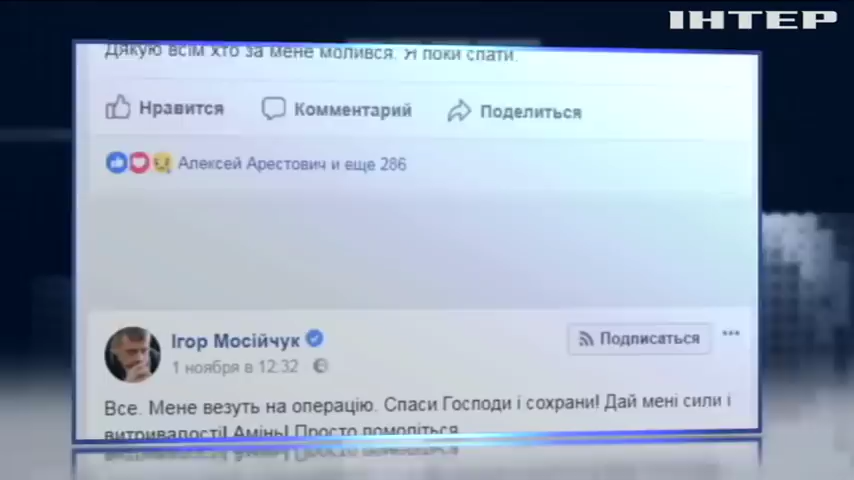 ІНТЕР
Дякую всім хто за мене молився. Я поки спати.
Нравится Комментарий Поделиться
Алексей Арестович и еще 286
Ігор Мосійчук Подписаться
1 ноября в 12:32
Все. Мене везуть на операцію. Спаси Господи і сохрани! Дай мені сили і
витривалості! Амінь! Просто помоліться